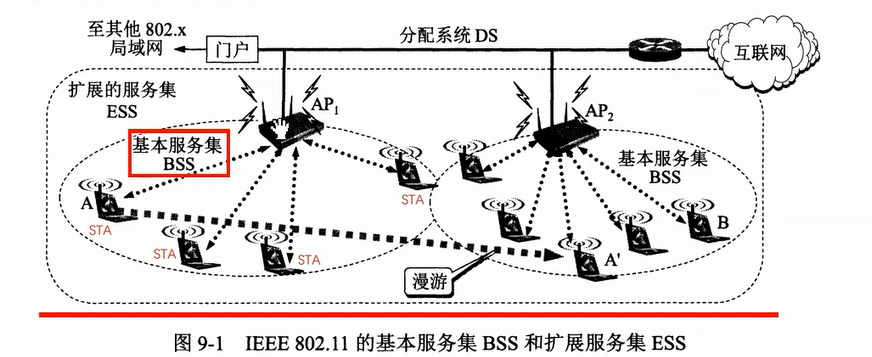 至其他 802.x
局域网
门户
分配系统 DS
互联网
扩展的服务集
ESS
AP1
AP2
基本服务集
BSS
基本服务集
BSS
STA
A
STA
B
STA
STA
A'
漫游
图 9-1 IEEE 802.11 的基本服务集 BSS 和扩展服务集 ESS